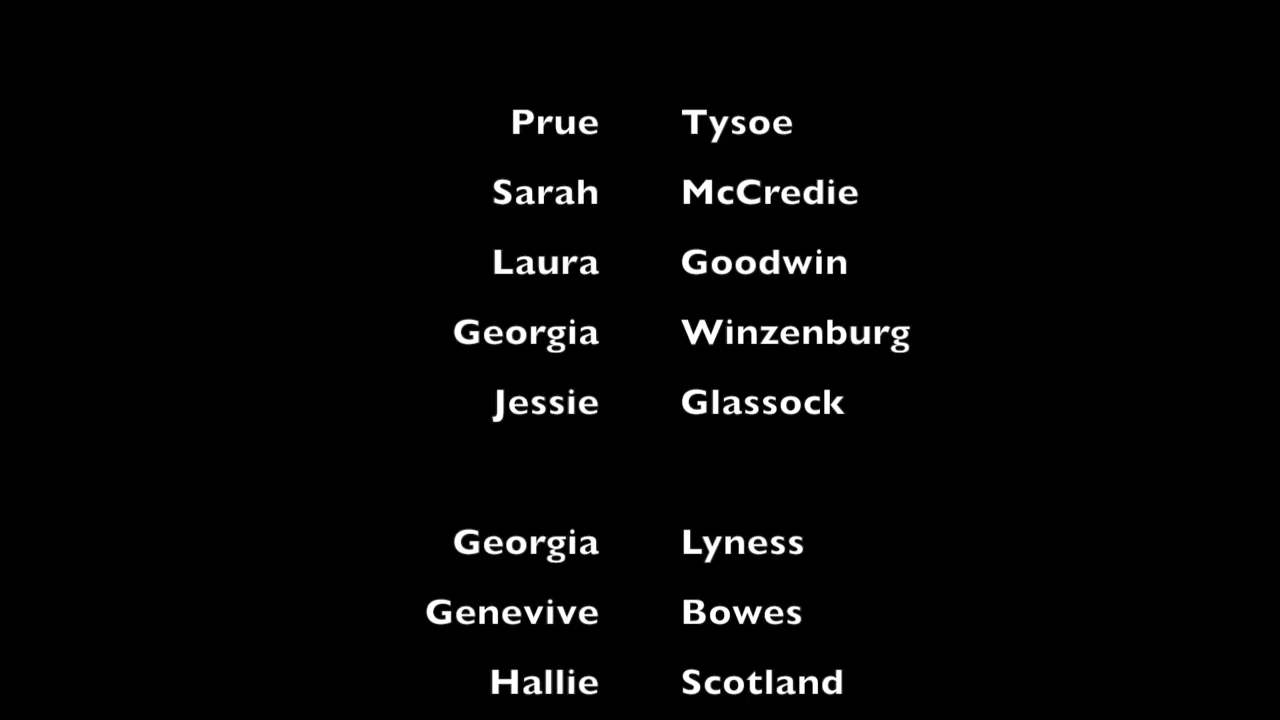 Prue Tysoe
Sarah McCredie
Laura Goodwin
Georgia Winzenburg
Jessie Glassock
Georgia Lyness
Genevive Bowes
Hallie Scotland